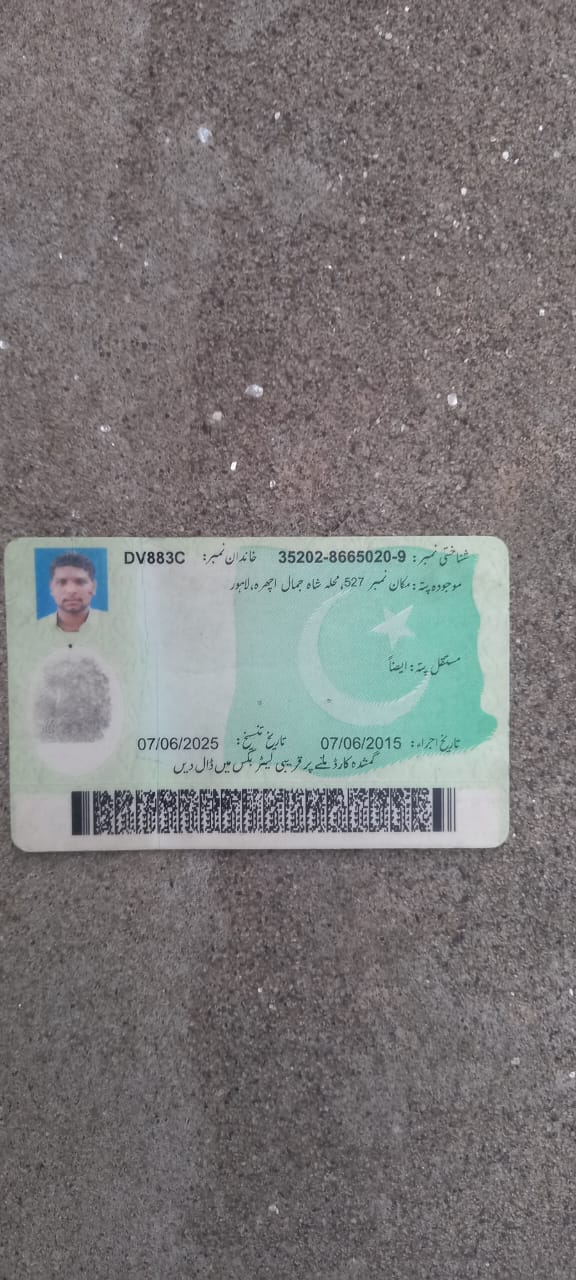 شناختی نمبر: 35202-8665020-9 خاندان نمبر: DV883C
موجودہ پتہ: مکان نمبر 527، محلہ شاہ جمال اچھرہ، لاہور
مستقل پتہ: ایضاً
تاریخ اجراء: 07/06/2015 تاریخ تنسیخ: 07/06/2025
گمشدہ کارڈ ملنے پر قریبی لیٹر بکس میں ڈال دیں